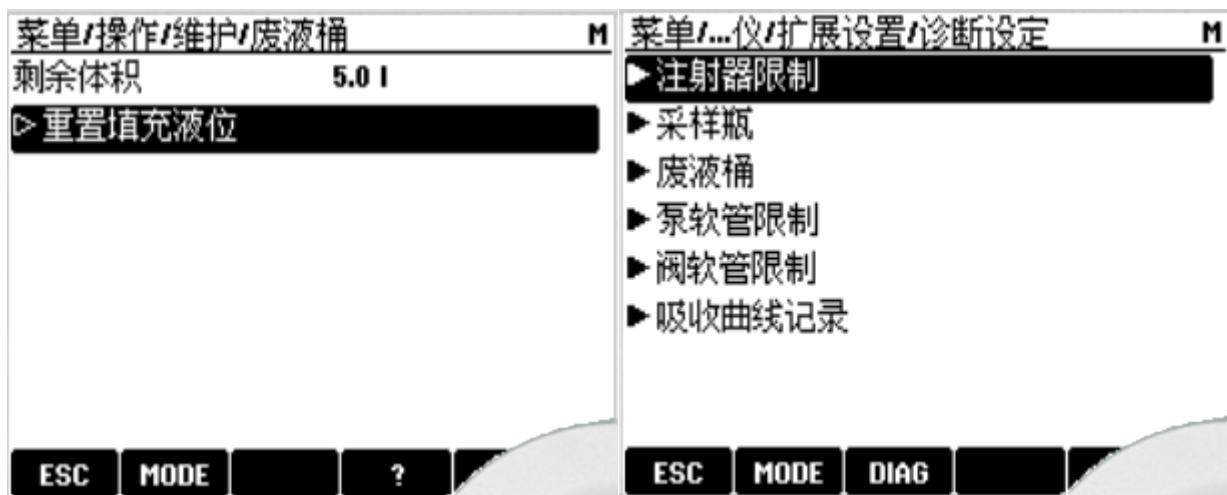 菜单/操作/维护/废液桶 M
剩余体积 5.0 l
▷重置填充液位
ESC MODE ?
菜单/...仪/扩展设置/诊断设定 M
▶注射器限制
▶采样瓶
▶废液桶
▶泵软管限制
▶阀软管限制
▶吸收曲线记录
ESC MODE DIAG